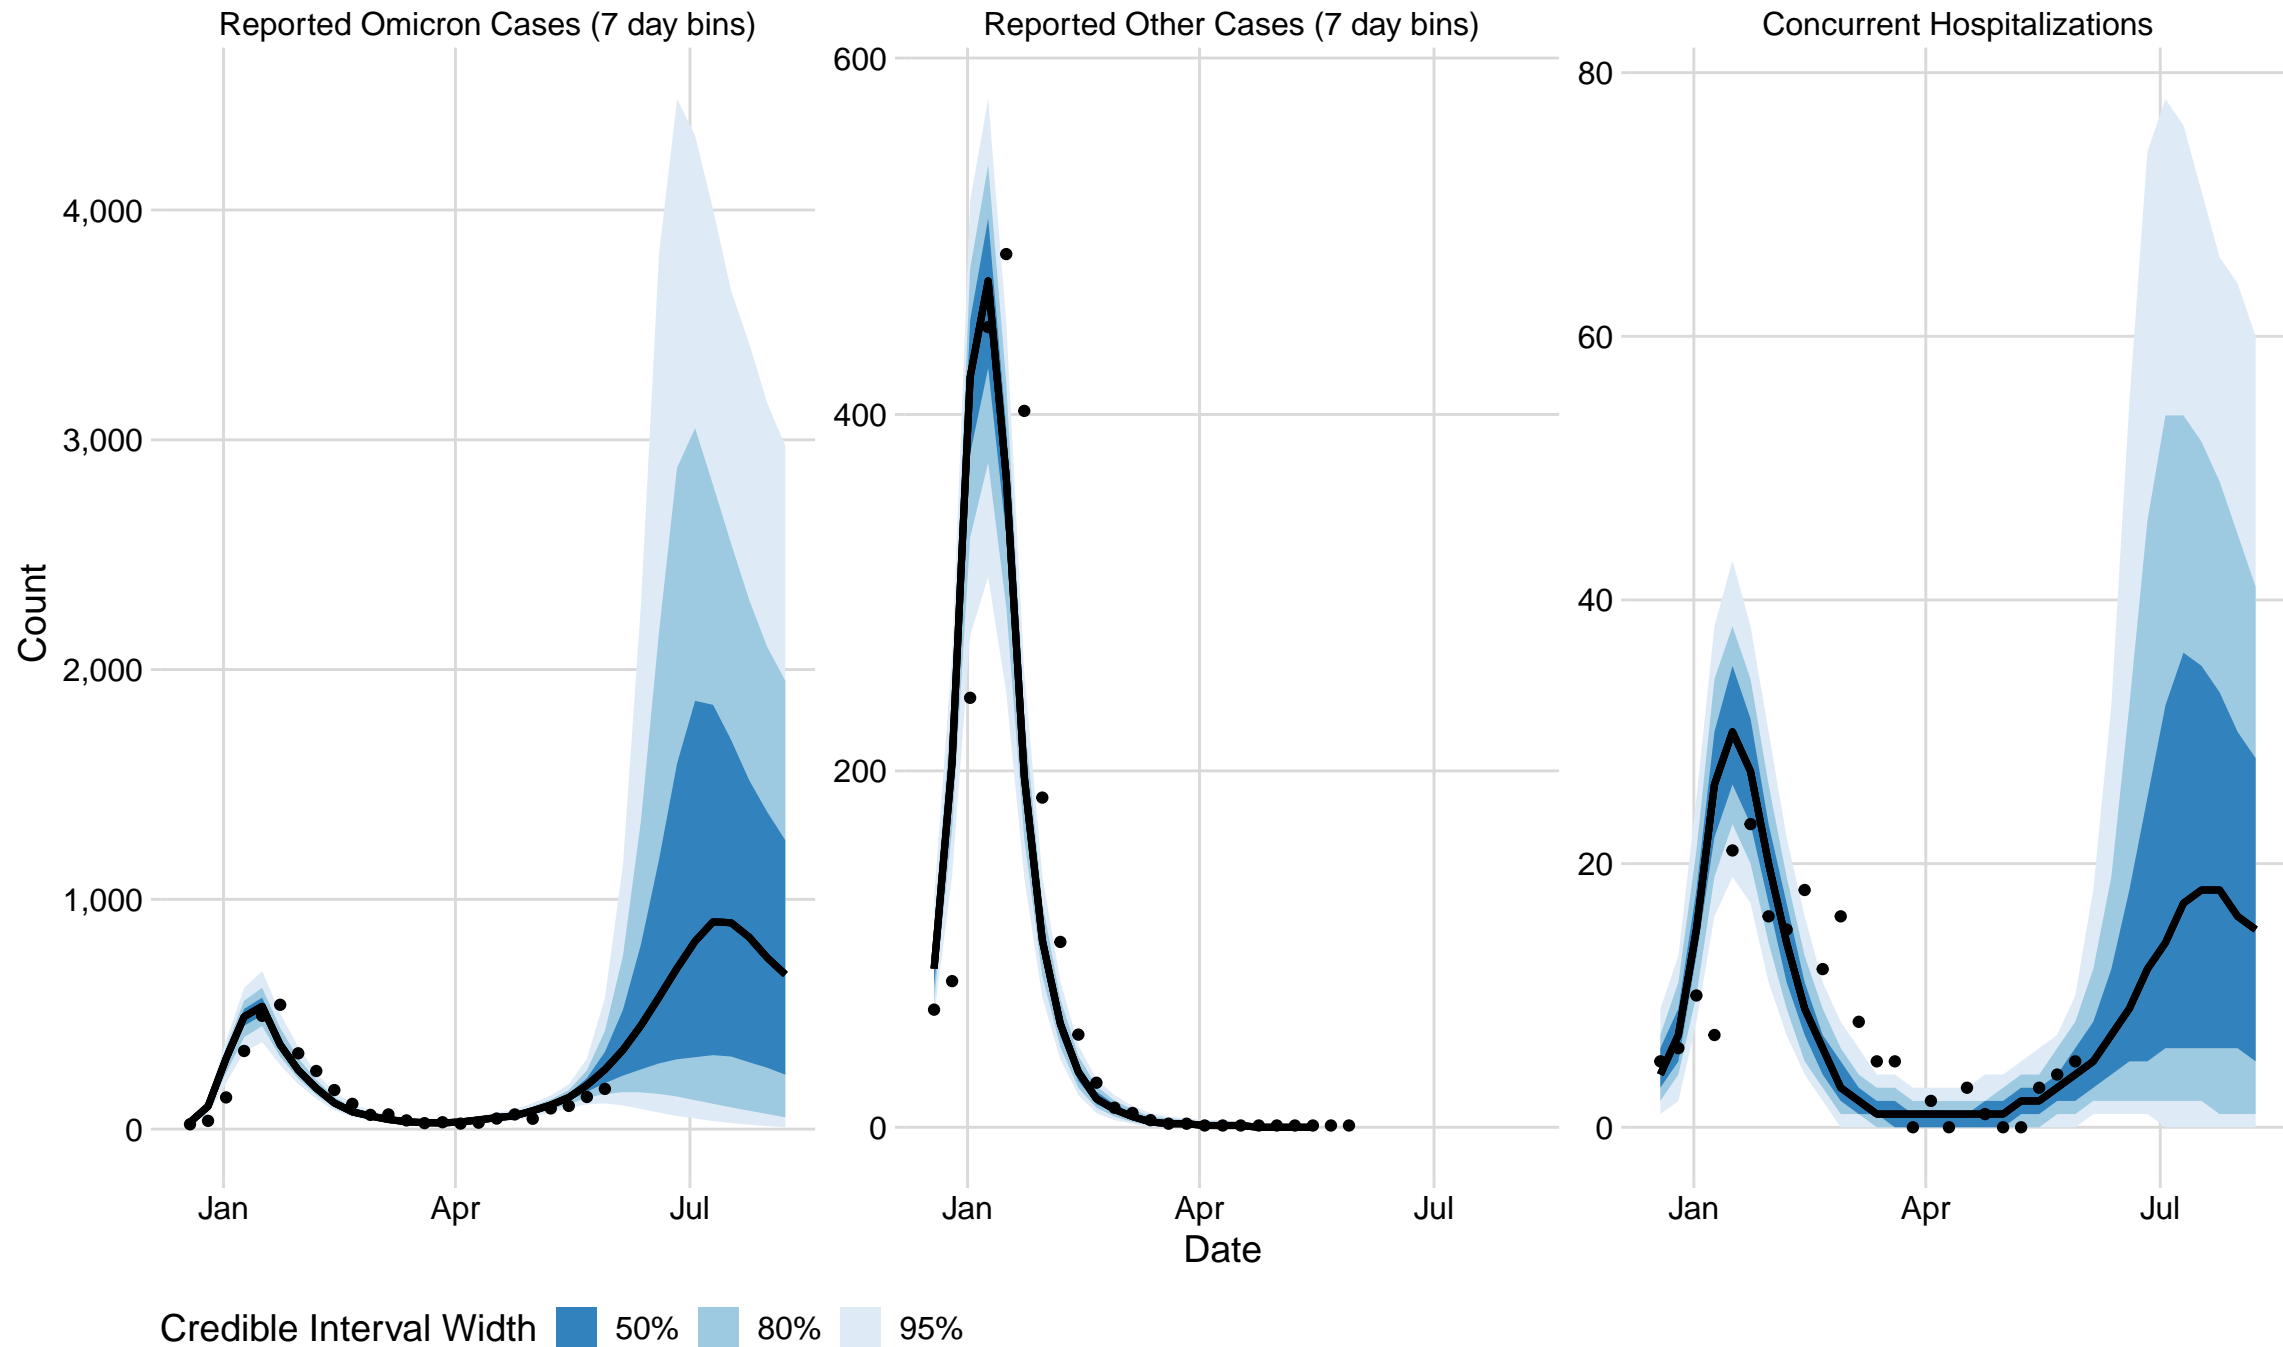 Reported Omicron Cases (7 day bins)
Reported Other Cases (7 day bins)
Concurrent Hospitalizations
Count
4,000
3,000
2,000
1,000
0
Jan
Apr
Jul
600
400
200
0
Jan
Apr
Jul
80
60
40
20
0
Jan
Apr
Jul
Date
Credible Interval Width 50% 80% 95%